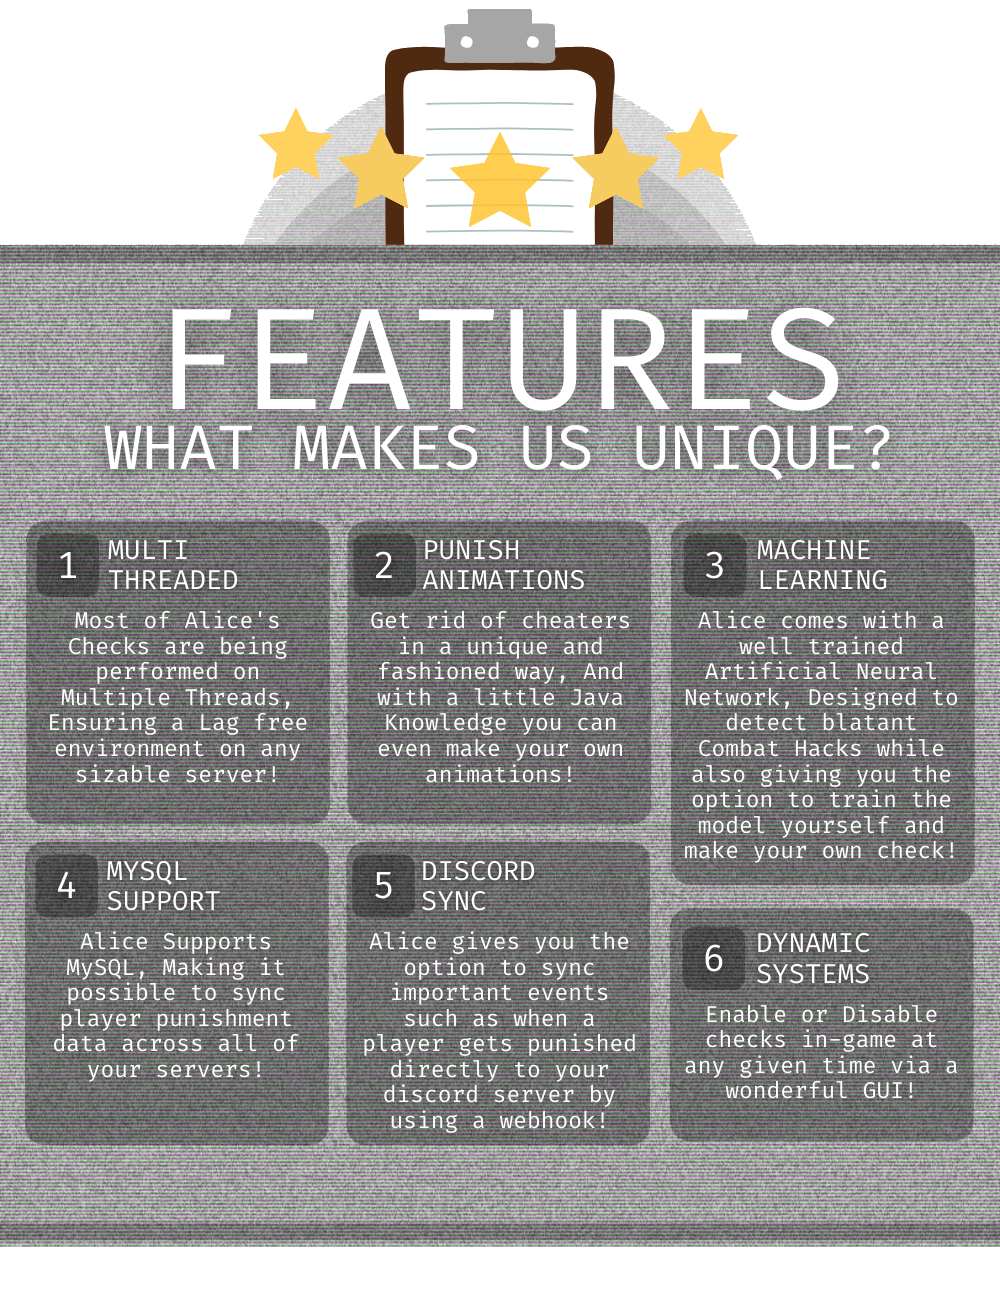 FEATURES
WHAT MAKES US UNIQUE?
1
MULTI
THREADED
Most of Alice's
Checks are being
performed on
Multiple Threads,
Ensuring a Lag free
environment on any
sizable server!
2
PUNISH
ANIMATIONS
Get rid of cheaters
in a unique and
fashioned way, And
with a little Java
Knowledge you can
even make your own
animations!
3
MACHINE
LEARNING
Alice comes with a
well trained
Artificial Neural
Network, Designed to
detect blatant
Combat Hacks while
also giving you the
option to train the
model yourself and
make your own check!
4
MYSQL
SUPPORT
Alice Supports
MySQL, Making it
possible to sync
player punishment
data across all of
your servers!
5
DISCORD
SYNC
Alice gives you the
option to sync
important events
such as when a
player gets punished
directly to your
discord server by
using a webhook!
6
DYNAMIC
SYSTEMS
Enable or Disable
checks in-game at
any given time via a
wonderful GUI!